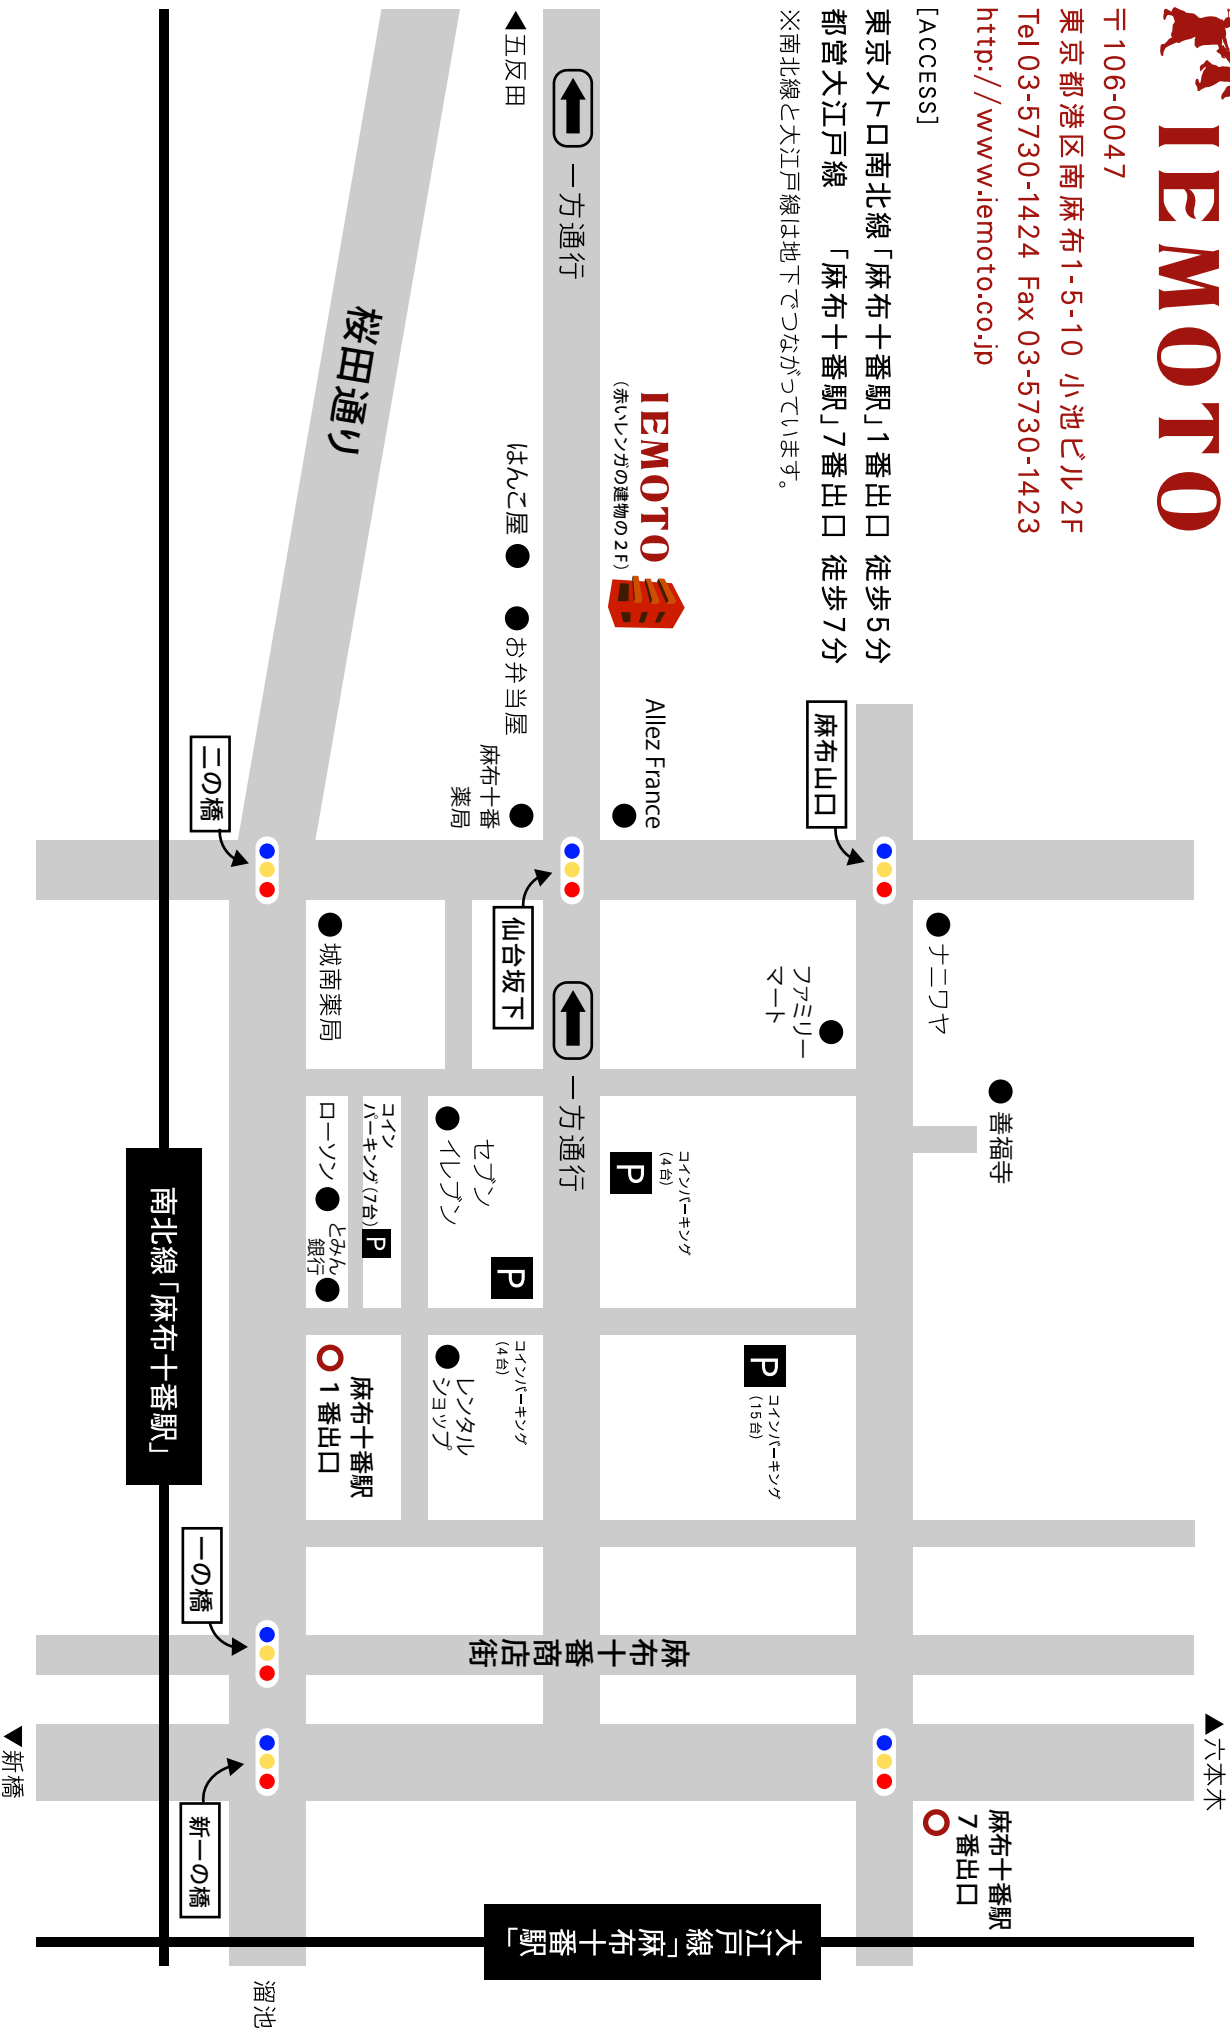 IEMOTO
〒106-0047
東京都港区南麻布1-5-10 小池ビル2F
Tel 03-5730-1424 Fax 03-5730-1423
http://www.iemoto.co.jp
[ACCESS]
東京メトロ南北線「麻布十番駅」1番出口 徒歩5分
都営大江戸線 「麻布十番駅」7番出口 徒歩7分
※南北線と大江戸線は地下でつながっています。
◀五反田
一方通行
桜田通り
IEMOTO
(赤いレンガの建物の2F)
はんこ屋
お弁当屋
麻布十番
薬局
Allez France
麻布山口
二の橋
仙台坂下
城南薬局
ファミリー
マート
ナニワヤ
善福寺
一方通行
ローソン
とみん
銀行
コイン
パーキング(7台)
P
セブン
イレブン
P
コインパーキング
(4台)
P
コインパーキング
(4台)
P
コインパーキング
(15台)
レンタル
ショップ
麻布十番駅
1番出口
南北線「麻布十番駅」
一の橋
麻布十番商店街
新一の橋
▼新橋
▲六本木
麻布十番駅
7番出口
大江戸線「麻布十番駅」
溜池